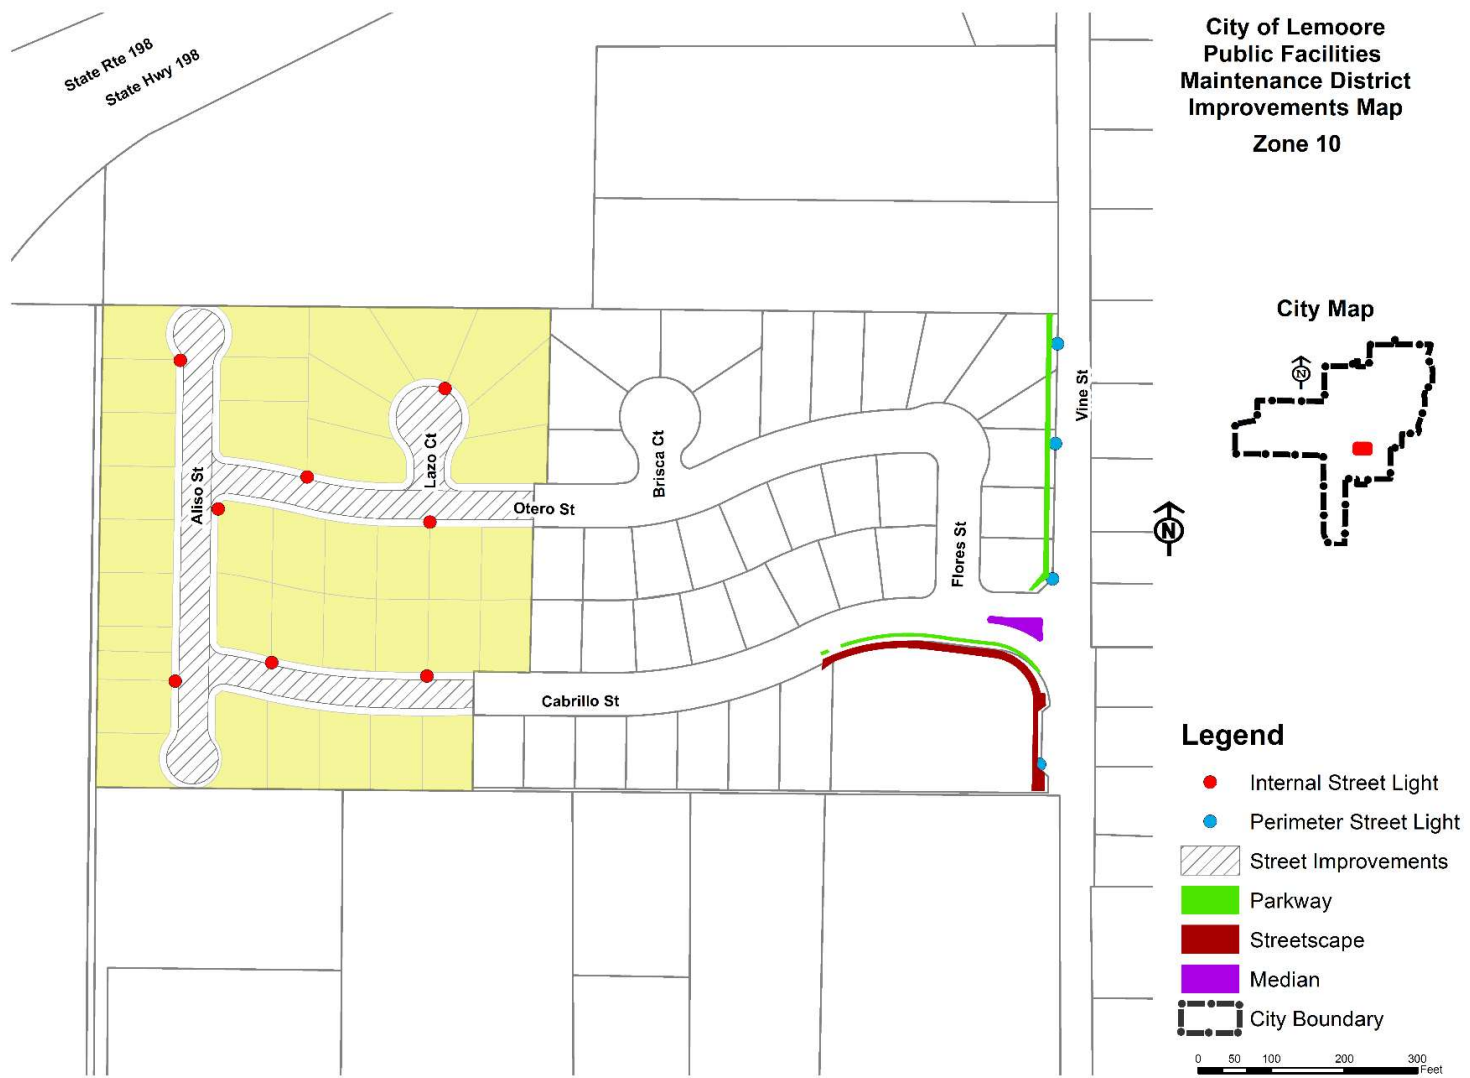 State Rte 198
State Hwy 198
City of Lemoore
Public Facilities
Maintenance District
Improvements Map
Zone 10
City Map
N
N
Vine St
Aliso St
Lazo Ct
Brisca Ct
Otero St
Flores St
Cabrillo St
Legend
Internal Street Light
Perimeter Street Light
Street Improvements
Parkway
Streetscape
Median
City Boundary
0 50 100 200 300
Feet